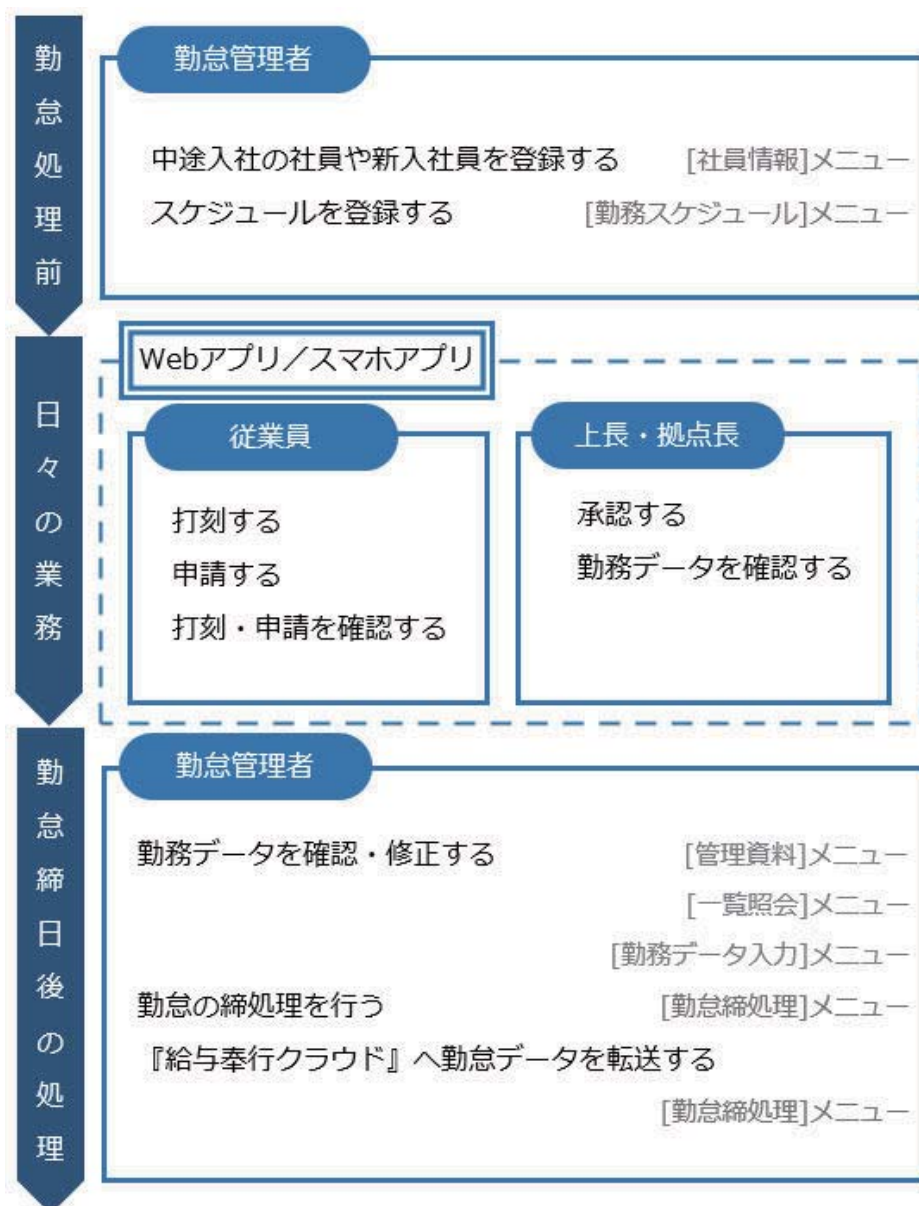 勤怠処理前
勤怠管理者
中途入社の社員や新入社員を登録する [社員情報]メニュー
スケジュールを登録する [勤務スケジュール]メニュー
日々の業務
Webアプリ／スマホアプリ
従業員
打刻する
申請する
打刻・申請を確認する
上長・拠点長
承認する
勤務データを確認する
勤怠締日後の処理
勤怠管理者
勤務データを確認・修正する [管理資料]メニュー
[一覧照会]メニュー
[勤務データ入力]メニュー
勤怠の締処理を行う [勤怠締処理]メニュー
『給与奉行クラウド』へ勤怠データを転送する
[勤怠締処理]メニュー